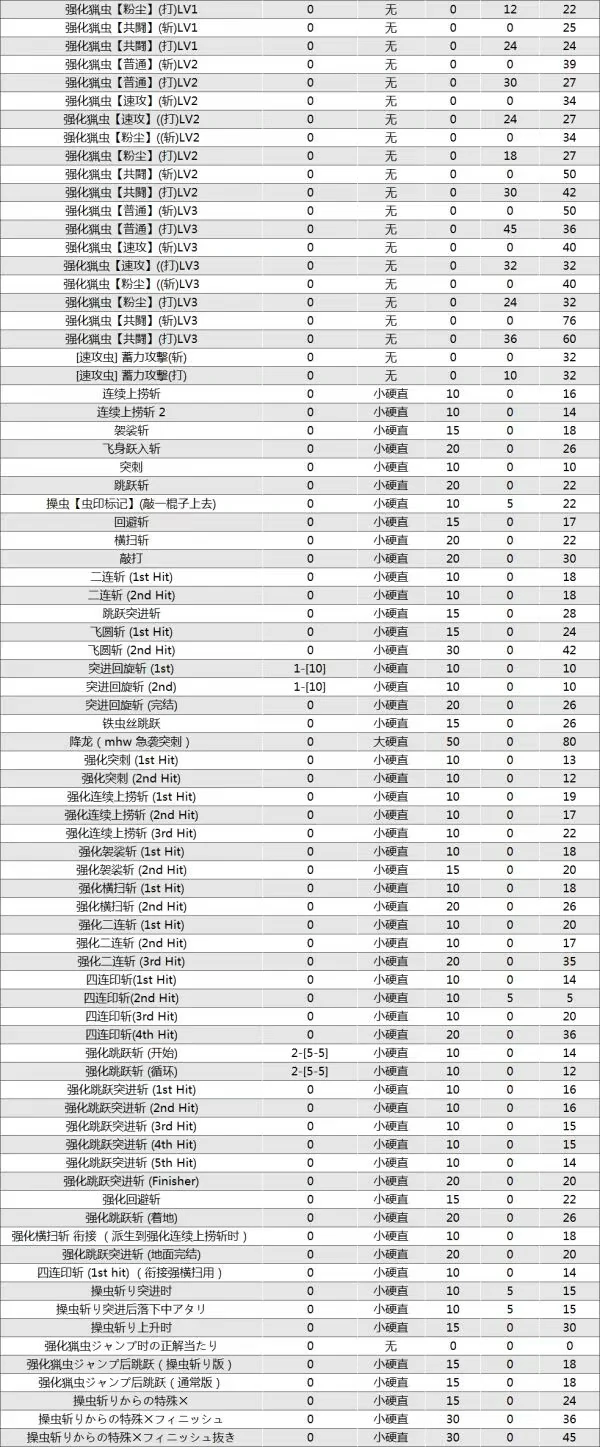 强化猎虫【粉尘】(打)LV1 0 无 0 12 22
强化猎虫【共闘】(斩)LV1 0 无 0 0 25
强化猎虫【共闘】(打)LV1 0 无 0 24 24
强化猎虫【普通】(斩)LV2 0 无 0 0 39
强化猎虫【普通】(打)LV2 0 无 0 30 27
强化猎虫【速攻】(斩)LV2 0 无 0 0 34
强化猎虫【速攻】((打)LV2 0 无 0 24 27
强化猎虫【粉尘】((斩)LV2 0 无 0 0 34
强化猎虫【粉尘】(打)LV2 0 无 0 18 27
强化猎虫【共闘】(斩)LV2 0 无 0 0 50
强化猎虫【共闘】(打)LV2 0 无 0 30 42
强化猎虫【普通】(斩)LV3 0 无 0 0 50
强化猎虫【普通】(打)LV3 0 无 0 45 36
强化猎虫【速攻】(斩)LV3 0 无 0 0 40
强化猎虫【速攻】((打)LV3 0 无 0 32 32
强化猎虫【粉尘】((斩)LV3 0 无 0 0 40
强化猎虫【粉尘】(打)LV3 0 无 0 24 32
强化猎虫【共闘】(斩)LV3 0 无 0 0 76
强化猎虫【共闘】(打)LV3 0 无 0 36 60
[速攻虫] 蓄力攻撃(斩) 0 无 0 0 32
[速攻虫] 蓄力攻撃(打) 0 无 0 10 32
连续上捞斩 0 小硬直 10 0 16
连续上捞斩 2 0 小硬直 10 0 14
袈裟斩 0 小硬直 15 0 18
飞身跃入斩 0 小硬直 20 0 26
突刺 0 小硬直 10 0 10
跳跃斩 0 小硬直 20 0 22
操虫【虫印标记】(敲一棍子上去) 0 小硬直 10 5 22
回避斩 0 小硬直 15 0 17
横扫斩 0 小硬直 20 0 22
敲打 0 小硬直 20 0 30
二连斩 (1st Hit) 0 小硬直 10 0 18
二连斩 (2nd Hit) 0 小硬直 10 0 18
跳跃突进斩 0 小硬直 15 0 28
飞圆斩 (1st Hit) 0 小硬直 15 0 24
飞圆斩 (2nd Hit) 0 小硬直 30 0 42
突进回旋斩 (1st) 1-[10] 小硬直 10 0 10
突进回旋斩 (2nd) 1-[10] 小硬直 10 0 10
突进回旋斩 (完结) 0 小硬直 20 0 26
铁虫丝跳跃 0 小硬直 15 0 26
降龙（mhw 急袭突刺） 0 大硬直 50 0 80
强化突刺 (1st Hit) 0 小硬直 10 0 13
强化突刺 (2nd Hit) 0 小硬直 10 0 12
强化连续上捞斩 (1st Hit) 0 小硬直 10 0 19
强化连续上捞斩 (2nd Hit) 0 小硬直 10 0 17
强化连续上捞斩 (3rd Hit) 0 小硬直 10 0 22
强化袈裟斩 (1st Hit) 0 小硬直 10 0 18
强化袈裟斩 (2nd Hit) 0 小硬直 15 0 20
强化横扫斩 (1st Hit) 0 小硬直 10 0 18
强化横扫斩 (2nd Hit) 0 小硬直 20 0 26
强化二连斩 (1st Hit) 0 小硬直 10 0 20
强化二连斩 (2nd Hit) 0 小硬直 10 0 17
强化二连斩 (3rd Hit) 0 小硬直 20 0 35
四连印斩(1st Hit) 0 小硬直 10 0 14
四连印斩(2nd Hit) 0 小硬直 10 5 5
四连印斩(3rd Hit) 0 小硬直 10 0 20
四连印斩(4th Hit) 0 小硬直 20 0 36
强化跳跃斩 (开始) 2-[5-5] 小硬直 10 0 14
强化跳跃斩 (循环) 2-[5-5] 小硬直 10 0 12
强化跳跃突进斩 (1st Hit) 0 小硬直 10 0 16
强化跳跃突进斩 (2nd Hit) 0 小硬直 10 0 16
强化跳跃突进斩 (3rd Hit) 0 小硬直 10 0 15
强化跳跃突进斩 (4th Hit) 0 小硬直 10 0 15
强化跳跃突进斩 (5th Hit) 0 小硬直 10 0 14
强化跳跃突进斩 (Finisher) 0 小硬直 20 0 20
强化回避斩 0 小硬直 15 0 22
强化跳跃斩 (着地) 0 小硬直 20 0 26
强化横扫斩 衔接 （派生到强化连续上捞斩时） 0 小硬直 10 0 18
强化跳跃突进斩 (地面完结) 0 小硬直 20 0 20
四连印斩 (1st hit) （衔接强横扫用） 0 小硬直 10 0 14
操虫斩り突进时 0 小硬直 10 5 15
操虫斩り突进后落下中アタリ 0 小硬直 10 5 15
操虫斩り上升时 0 小硬直 15 0 30
强化猎虫ジャンプ时の正解当たり 0 无 0 0 0
强化猎虫ジャンプ后跳跃（操虫斩り版） 0 小硬直 15 0 18
强化猎虫ジャンプ后跳跃（通常版） 0 小硬直 15 0 18
操虫斩りからの特殊× 0 小硬直 15 0 24
操虫斩りからの特殊×フィニッシュ 0 小硬直 30 0 36
操虫斩りからの特殊×フィニッシュ抜き 0 小硬直 30 0 45